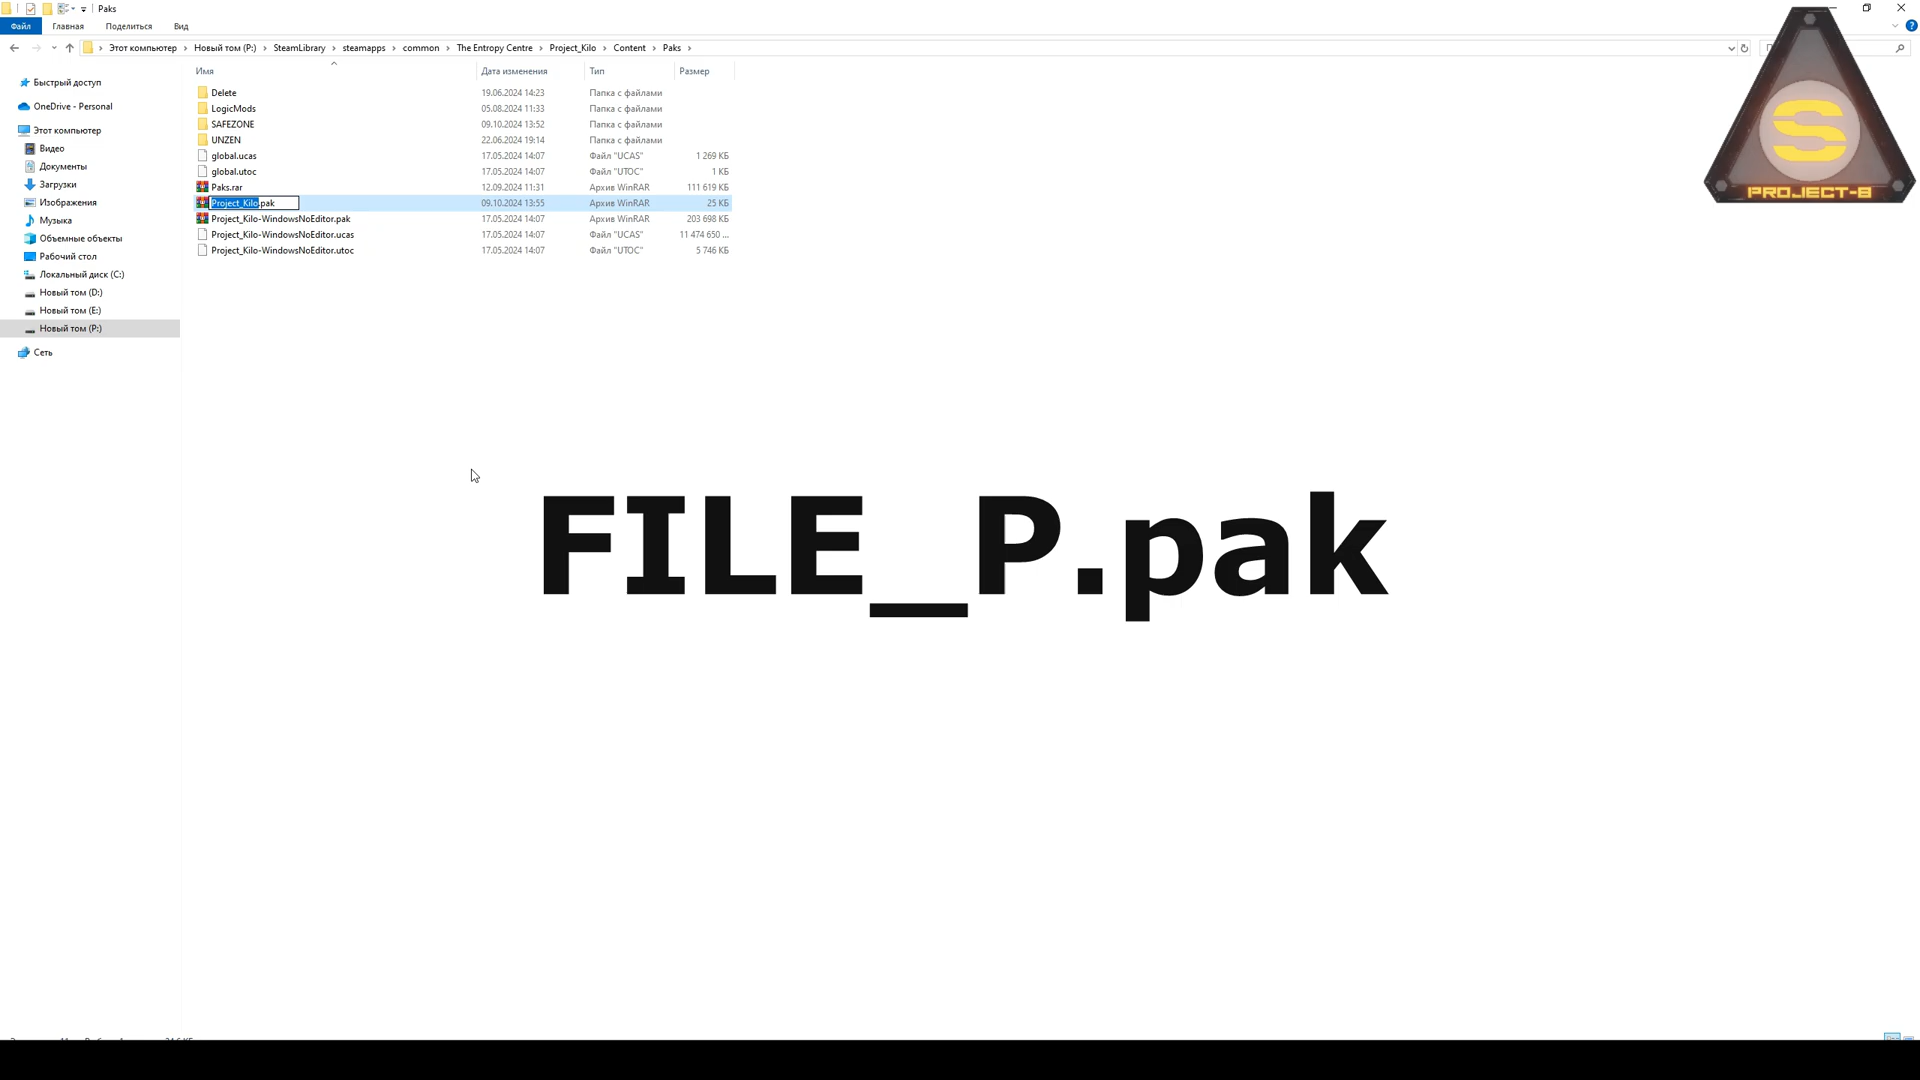 Paks
Файл Главная Поделиться Вид
Этот компьютер › Новый том (P:) › SteamLibrary › steamapps › common › The Entropy Centre › Project_Kilo › Content › Paks ›
Имя Дата изменения Тип Размер
Быстрый доступ
OneDrive - Personal
Этот компьютер
Видео
Документы
Загрузки
Изображения
Музыка
Объемные объекты
Рабочий стол
Локальный диск (C:)
Новый том (D:)
Новый том (E:)
Новый том (P:)
Сеть
Delete 19.06.2024 14:23 Папка с файлами
LogicMods 05.08.2024 11:33 Папка с файлами
SAFEZONE 09.10.2024 13:52 Папка с файлами
UNZEN 22.06.2024 19:14 Папка с файлами
global.ucas 17.05.2024 14:07 Файл "UCAS" 1 269 КБ
global.utoc 17.05.2024 14:07 Файл "UTOC" 1 КБ
Paks.rar 12.09.2024 11:31 Архив WinRAR 111 619 КБ
Project_Kilo.pak 09.10.2024 13:55 Архив WinRAR 25 КБ
Project_Kilo-WindowsNoEditor.pak 17.05.2024 14:07 Архив WinRAR 203 698 КБ
Project_Kilo-WindowsNoEditor.ucas 17.05.2024 14:07 Файл "UCAS" 11 474 650 ...
Project_Kilo-WindowsNoEditor.utoc 17.05.2024 14:07 Файл "UTOC" 5 746 КБ
S
PROJECT-8
FILE_P.pak